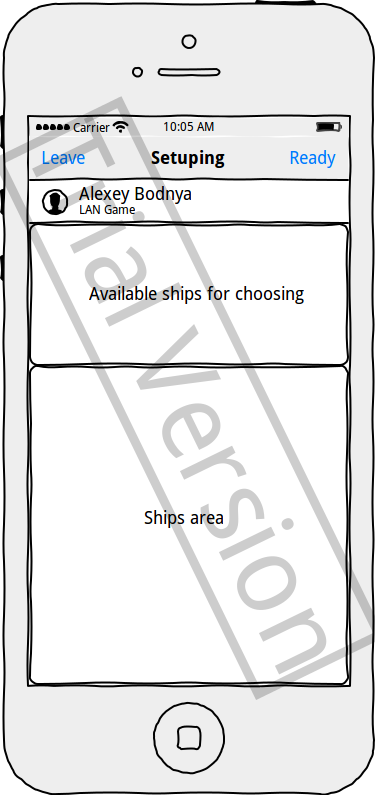 Carrier 10:05 AM
Leave Setuping Ready
Alexey Bodnya
LAN Game
Available ships for choosing
Ships area
Trial Version